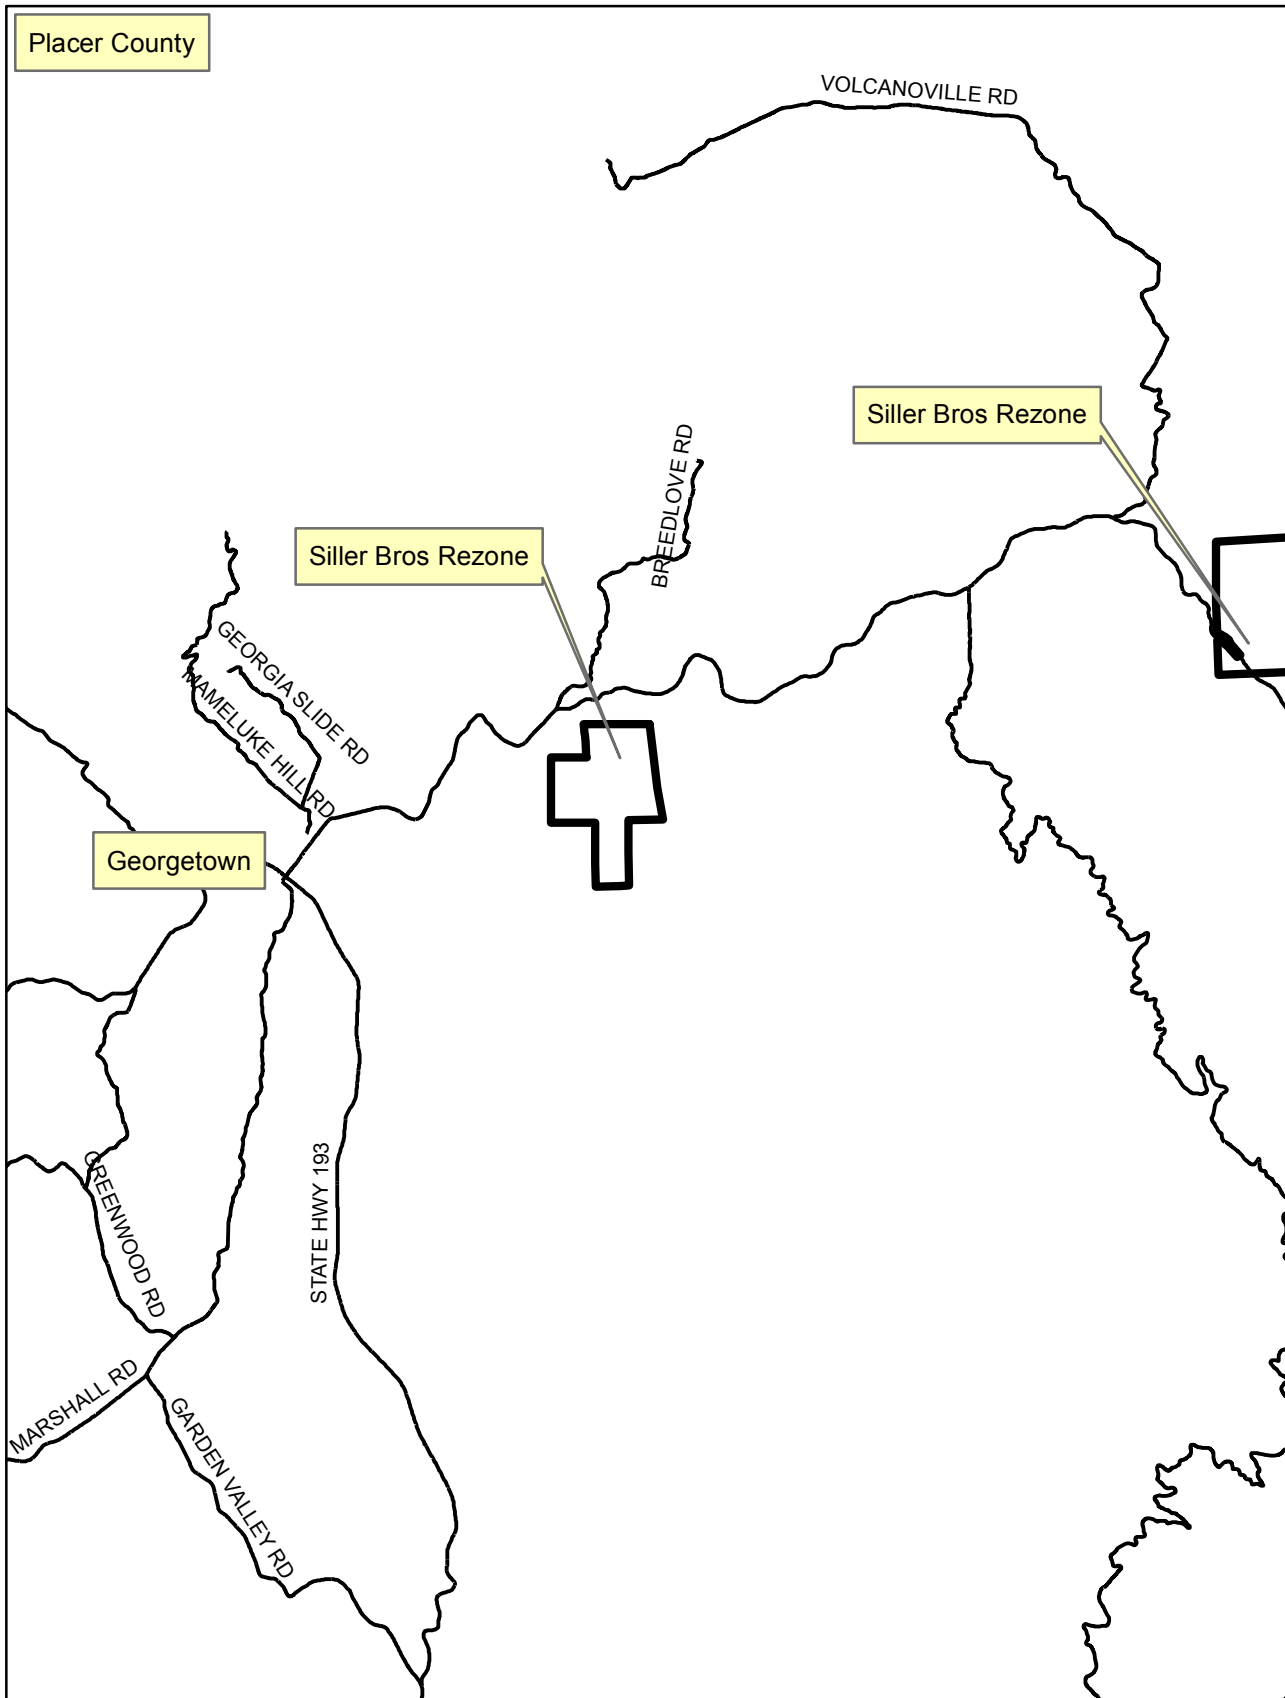 Placer County
VOLCANOVILLE RD
Siller Bros Rezone
BREEDLOVE RD
Siller Bros Rezone
GEORGIA SLIDE RD
MAMELUKE HILL RD
Georgetown
STATE HWY 193
GREENWOOD RD
MARSHALL RD
GARDEN VALLEY RD